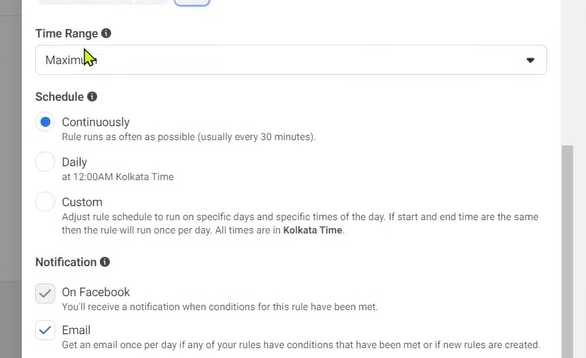 Time Range
Maximum
Schedule
Continuously
Rule runs as often as possible (usually every 30 minutes).
Daily
at 12:00AM Kolkata Time
Custom
Adjust rule schedule to run on specific days and specific times of the day. If start and end time are the same
then the rule will run once per day. All times are in Kolkata Time.
Notification
On Facebook
You'll receive a notification when conditions for this rule have been met.
Email
Get an email once per day if any of your rules have conditions that have been met or if new rules are created.